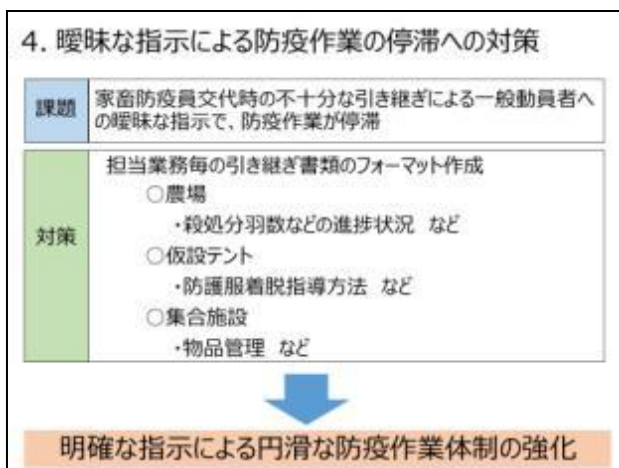 4. 曖昧な指示による防疫作業の停滞への対策
課題
家畜防疫員交代時の不十分な引き継ぎによる一般動員者へ
の曖昧な指示で、防疫作業が停滞
対策
担当業務毎の引き継ぎ書類のフォーマット作成
○農場
・殺処分羽数などの進捗状況 など
○仮設テント
・防護服着脱指導方法 など
○集合施設
・物品管理 など
明確な指示による円滑な防疫作業体制の強化